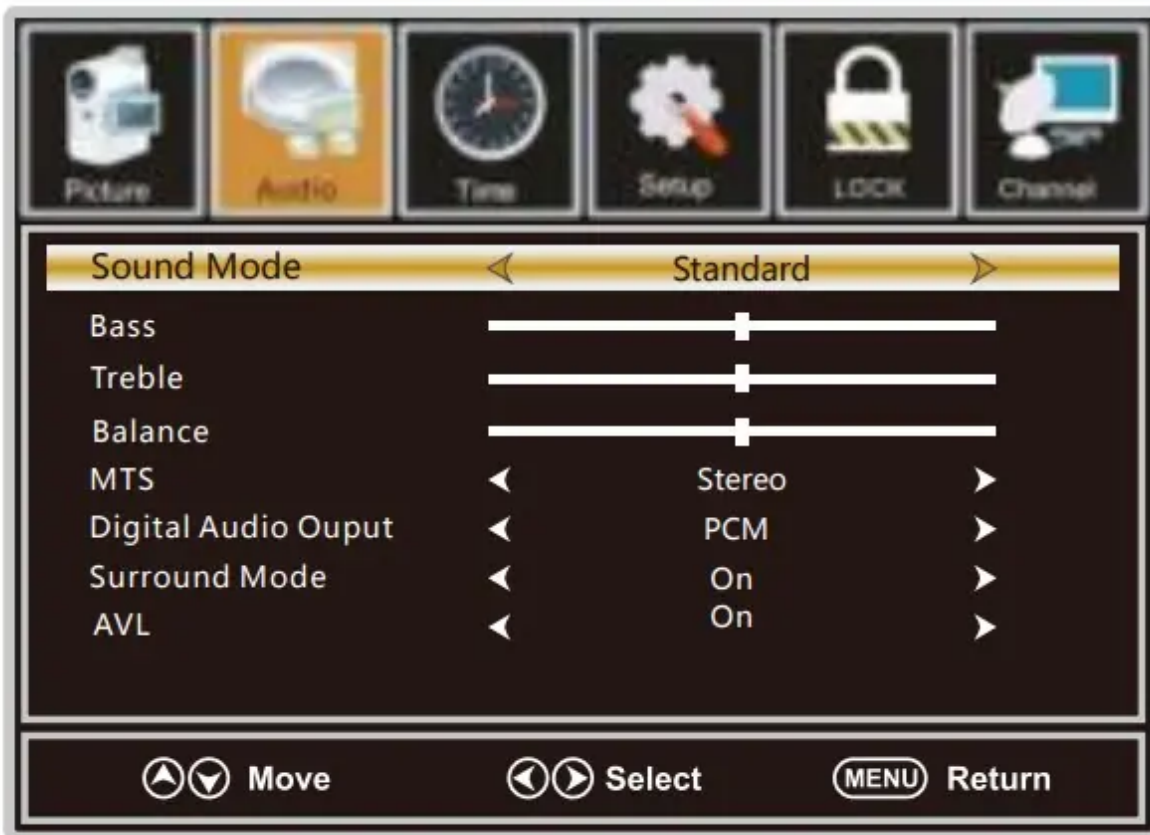 Picture Audio Time Setup LOCK Channel
Sound Mode Standard
Bass
Treble
Balance
MTS Stereo
Digital Audio Ouput PCM
Surround Mode On
AVL On
Move Select MENU Return